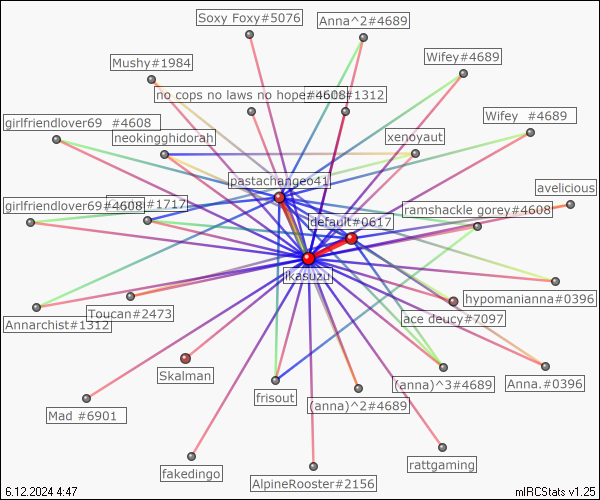 Soxy Foxy#5076
Anna^2#4689
Mushy#1984
Wifey#4689
no cops no laws no hope#4608
#1312
girlfriendlover69 #4608
neokingghidorah
xenoyaut
Wifey #4689
pastachangeo41
avelicious
girlfriendlover69#4608
#1717
default#0617
ramshackle gorey#4608
ikasuzu
hypomanianna#0396
Annarchist#1312
Toucan#2473
ace deucy#7097
Skalman
frisout
(anna)^3#4689
Anna.#0396
Mad #6901
(anna)^2#4689
fakedingo
AlpineRooster#2156
rattgaming
6.12.2024 4:47
mIRCStats v1.25